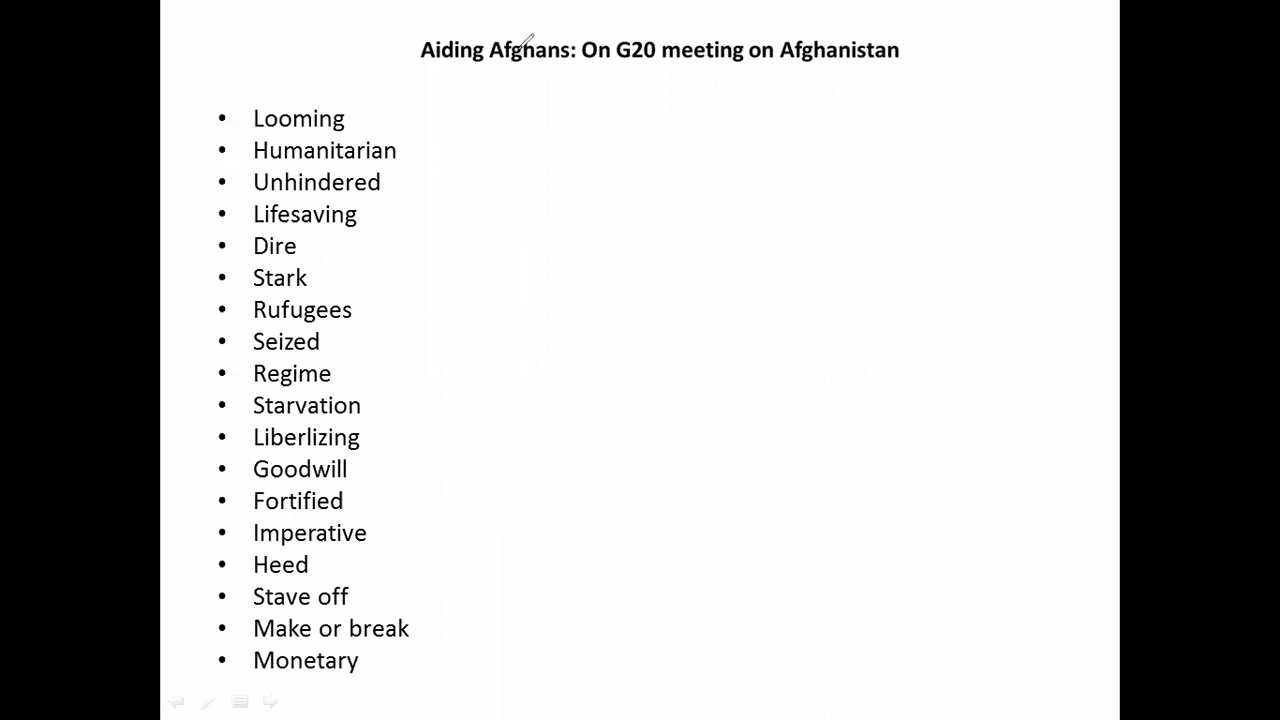 Aiding Afghans: On G20 meeting on Afghanistan
• Looming
• Humanitarian
• Unhindered
• Lifesaving
• Dire
• Stark
• Rufugees
• Seized
• Regime
• Starvation
• Liberlizing
• Goodwill
• Fortified
• Imperative
• Heed
• Stave off
• Make or break
• Monetary